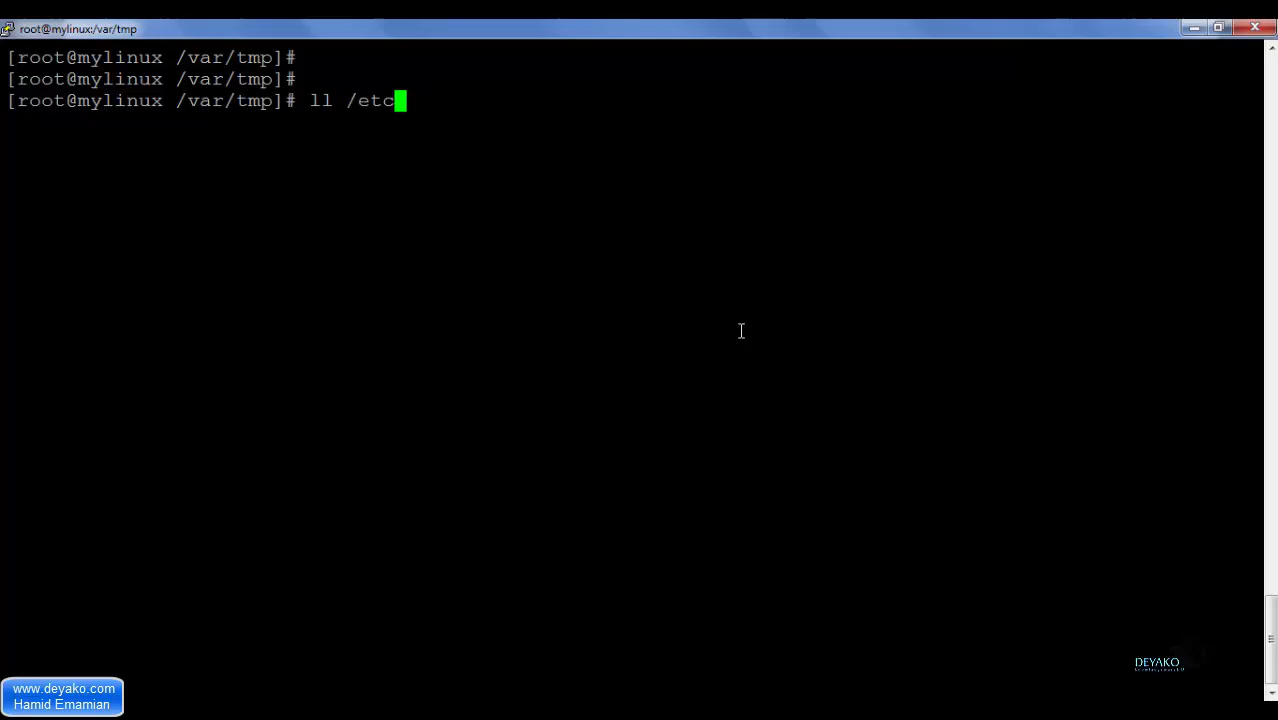 root@mylinux:/var/tmp
[root@mylinux /var/tmp]#
[root@mylinux /var/tmp]#
[root@mylinux /var/tmp]# ll /etc
DEYAKO
www.deyako.com
Hamid Emamian